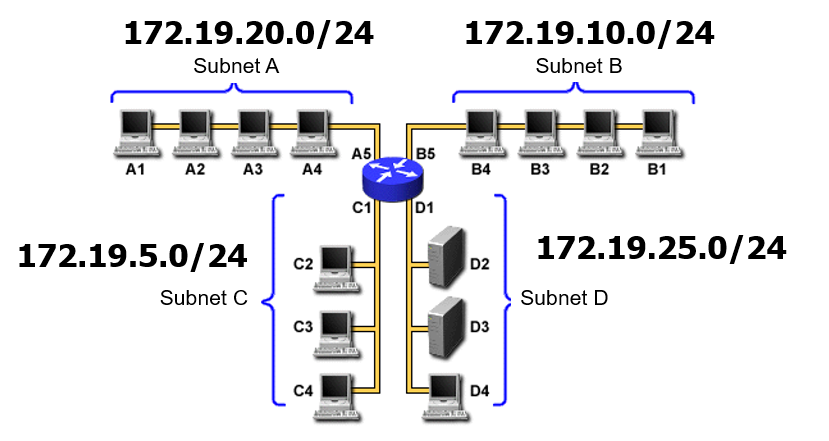 172.19.20.0/24 172.19.10.0/24
Subnet A Subnet B
A1 A2 A3 A4 A5 B5 B4 B3 B2 B1
C1 D1
172.19.5.0/24 172.19.25.0/24
C2 D2
Subnet C Subnet D
C3 D3
C4 D4